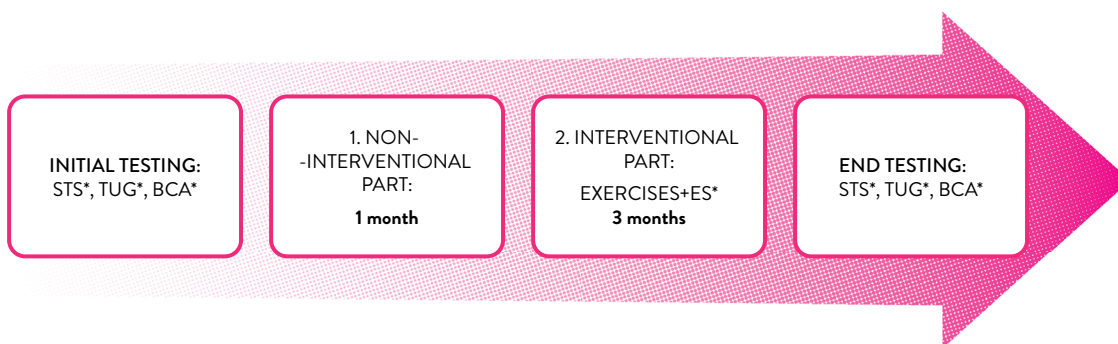 INITIAL TESTING:
STS*, TUG*, BCA*
1. NON-
-INTERVENTIONAL
PART:
1 month
2. INTERVENTIONAL
PART:
EXERCISES+ES*
3 months
END TESTING:
STS*, TUG*, BCA*